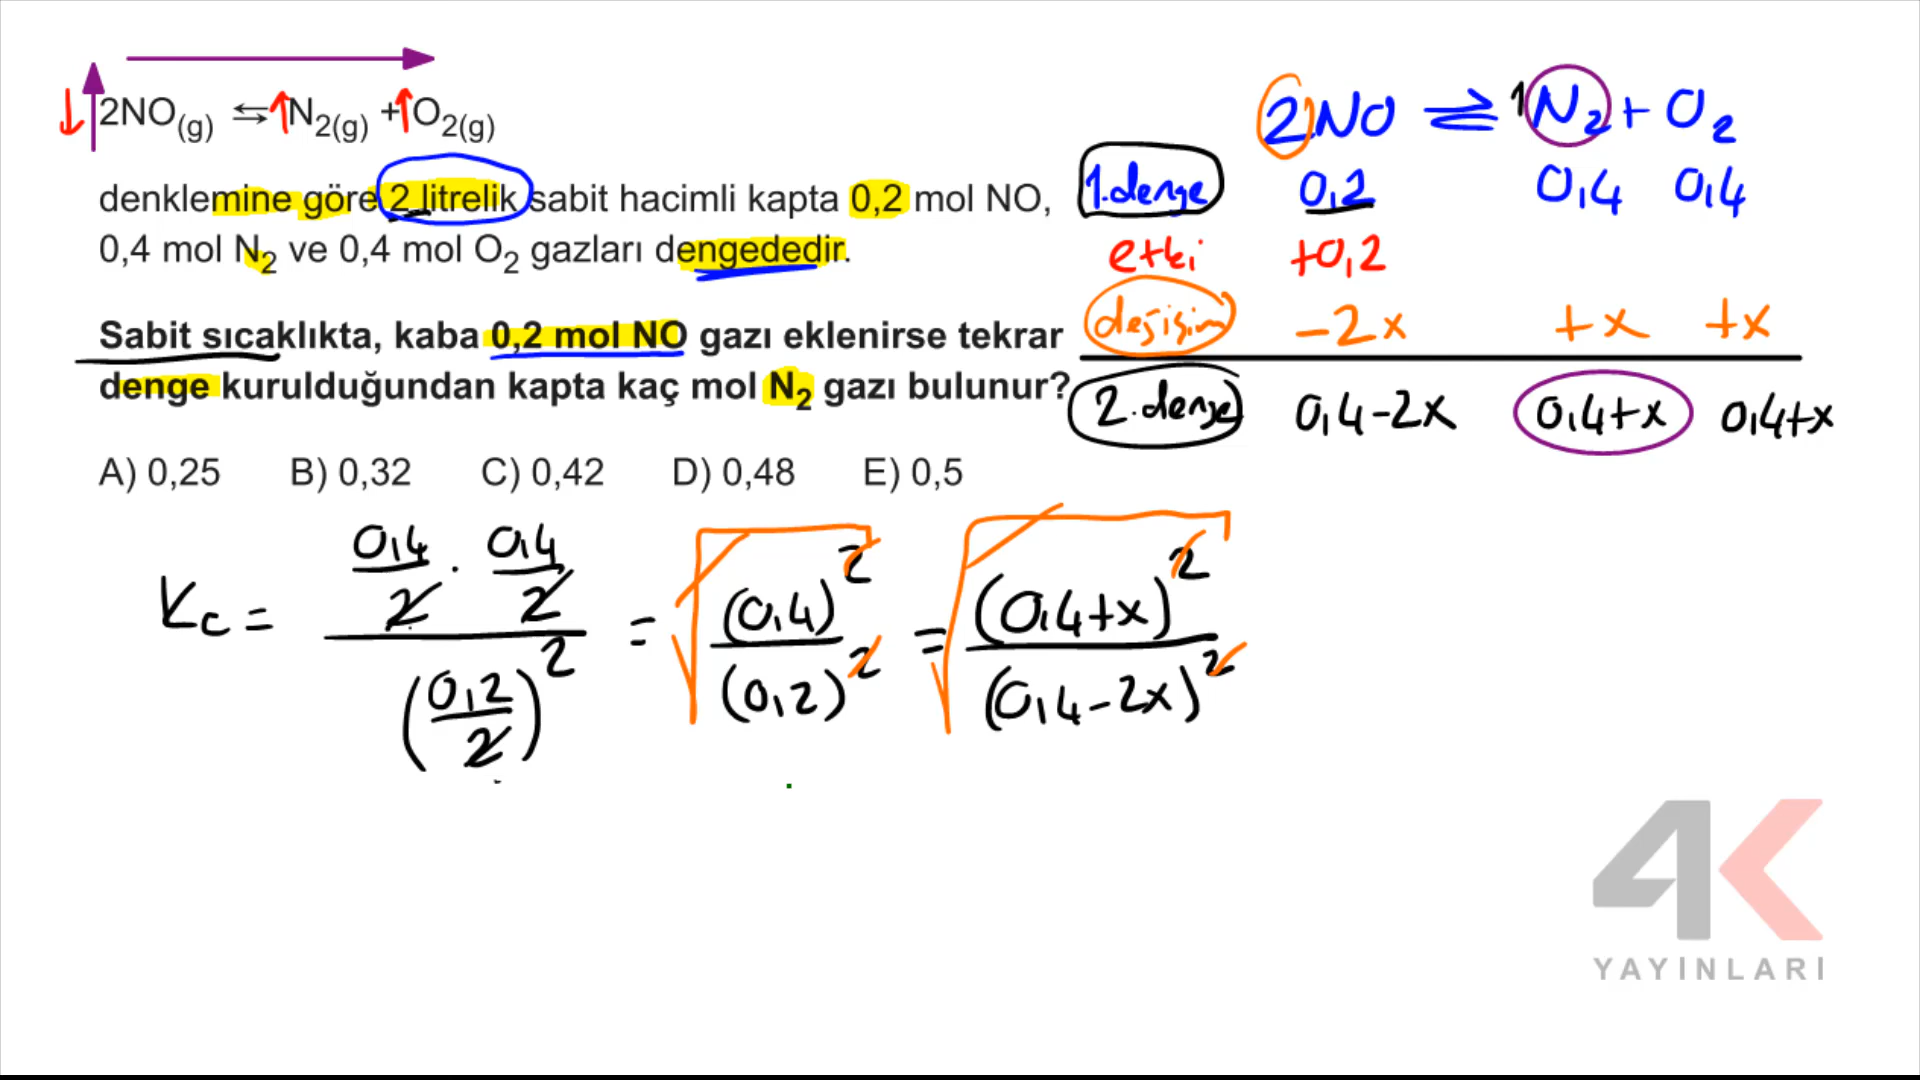 2NO(g) ⇆ N2(g) + O2(g)
denklemine göre 2 litrelik sabit hacimli kapta 0,2 mol NO,
0,4 mol N2 ve 0,4 mol O2 gazları dengededir.
Sabit sıcaklıkta, kaba 0,2 mol NO gazı eklenirse tekrar
denge kurulduğundan kapta kaç mol N2 gazı bulunur?
A) 0,25 B) 0,32 C) 0,42 D) 0,48 E) 0,5
2NO ⇌ 1N2 + O2
1.denge 0,2 0,4 0,4
etki +0,2
değişim -2x +x +x
2.denge 0,4-2x 0,4+x 0,4+x
Kc = (0,4/2 . 0,4/2) / (0,2/2)² = √((0,4)² / (0,2)²) = √((0,4+x)² / (0,4-2x)²)
4K
YAYINLARI